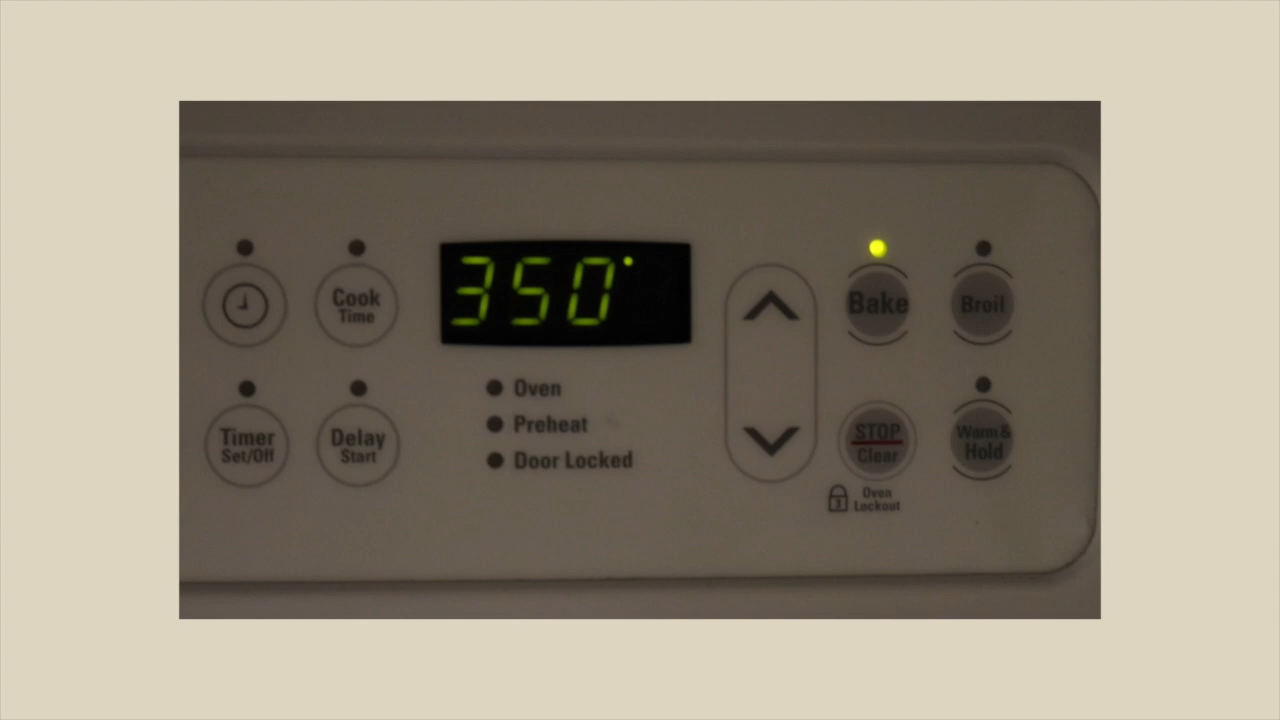 350°
Cook
Time
Bake
Broil
Oven
Preheat
Door Locked
Timer
Set/Off
Delay
Start
STOP
Clear
Warm &
Hold
3
Oven
Lockout